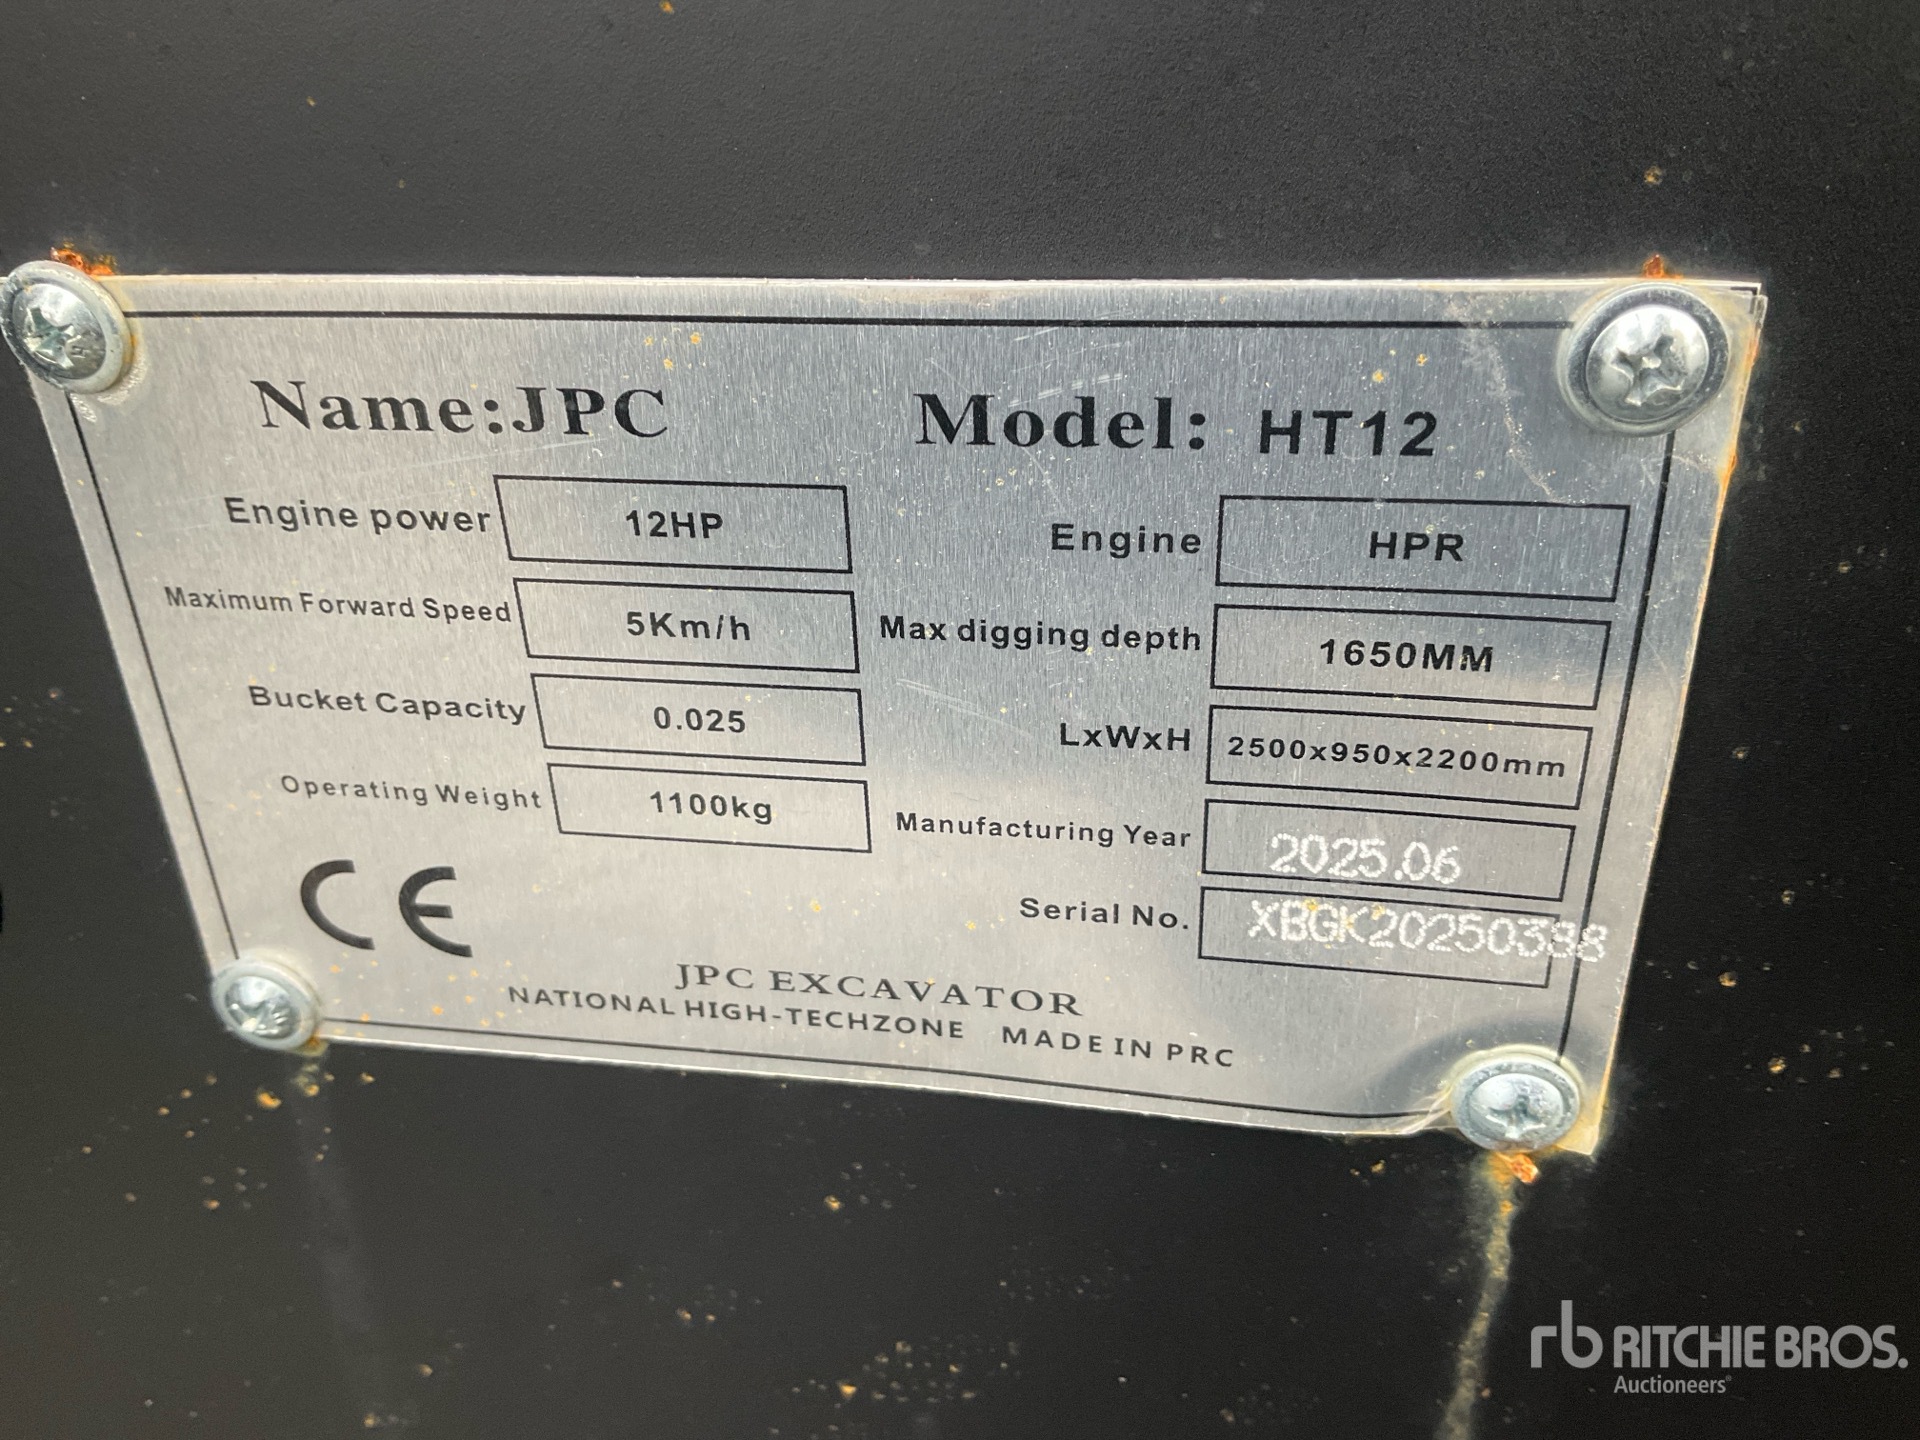 Name:JPC Model: HT12
Engine power 12HP Engine HPR
Maximum Forward Speed 5Km/h Max digging depth 1650MM
Bucket Capacity 0.025 LxWxH 2500x950x2200mm
Operating Weight 1100kg Manufacturing Year 2025.06
CE Serial No. XBGK20250388
JPC EXCAVATOR
NATIONAL HIGH-TECHZONE MADE IN PRC
rb RITCHIE BROS.
Auctioneers